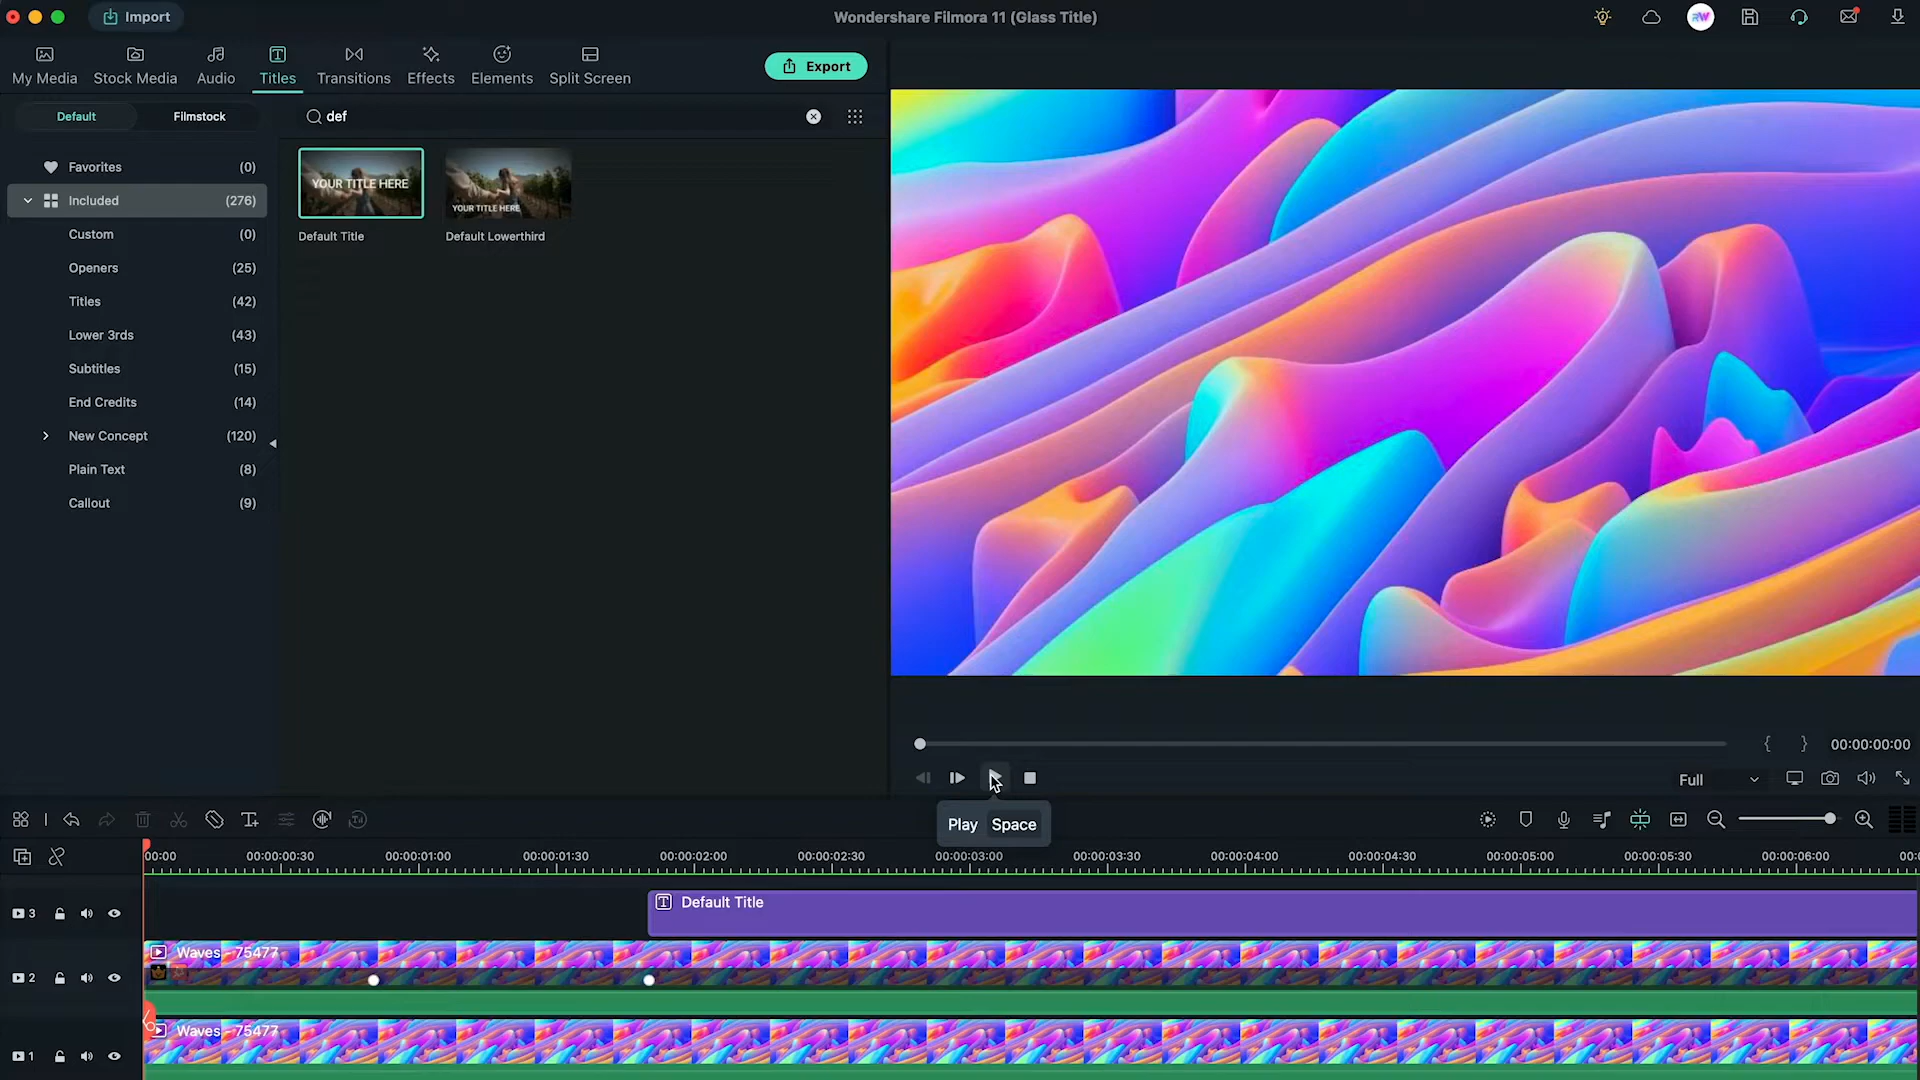 Import
Wondershare Filmora 11 (Glass Title)
My Media
Stock Media
Audio
Titles
Transitions
Effects
Elements
Split Screen
Export
Default
Filmstock
def
Favorites (0)
Included (276)
Custom (0)
Openers (25)
Titles (42)
Lower 3rds (43)
Subtitles (15)
End Credits (14)
New Concept (120)
Plain Text (8)
Callout (9)
YOUR TITLE HERE
Default Title
YOUR TITLE HERE
Default Lowerthird
{ } 00:00:00:00
Full
Play Space
00:00 00:00:00:30 00:00:01:00 00:00:01:30 00:00:02:00 00:00:02:30 00:00:03:00 00:00:03:30 00:00:04:00 00:00:04:30 00:00:05:00 00:00:05:30 00:00:06:00 00:
3
Default Title
2
Waves - 75477
1
Waves - 75477